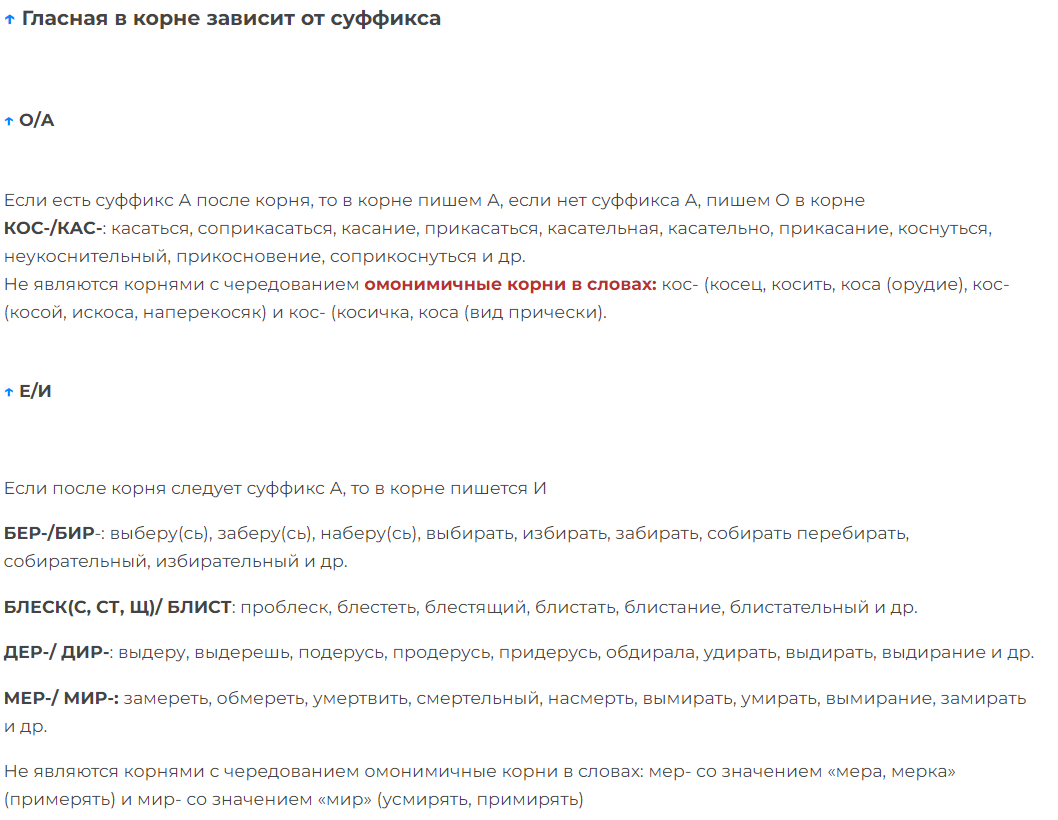 ↑ Гласная в корне зависит от суффикса
↑ О/А
Если есть суффикс А после корня, то в корне пишем А, если нет суффикса А, пишем О в корне
КОС-/КАС-: касаться, соприкасаться, касание, прикасаться, касательная, касательно, прикасание, коснуться,
неукоснительный, прикосновение, соприкоснуться и др.
Не являются корнями с чередованием омонимичные корни в словах: кос- (косец, косить, коса (орудие), кос-
(косой, искоса, наперекосяк) и кос- (косичка, коса (вид прически).
↑ Е/И
Если после корня следует суффикс А, то в корне пишется И
БЕР-/БИР-: выберу(сь), заберу(сь), наберу(сь), выбирать, избирать, забирать, собирать перебирать,
собирательный, избирательный и др.
БЛЕСК(С, СТ, Щ)/ БЛИСТ: проблеск, блестеть, блестящий, блистать, блистание, блистательный и др.
ДЕР-/ ДИР-: выдеру, выдерешь, подерусь, продерусь, придерусь, обдирала, удирать, выдирать, выдирание и др.
МЕР-/ МИР-: замереть, обмереть, умертвить, смертельный, насмерть, вымирать, умирать, вымирание, замирать
и др.
Не являются корнями с чередованием омонимичные корни в словах: мер- со значением «мера, мерка»
(примерять) и мир- со значением «мир» (усмирять, примирять)